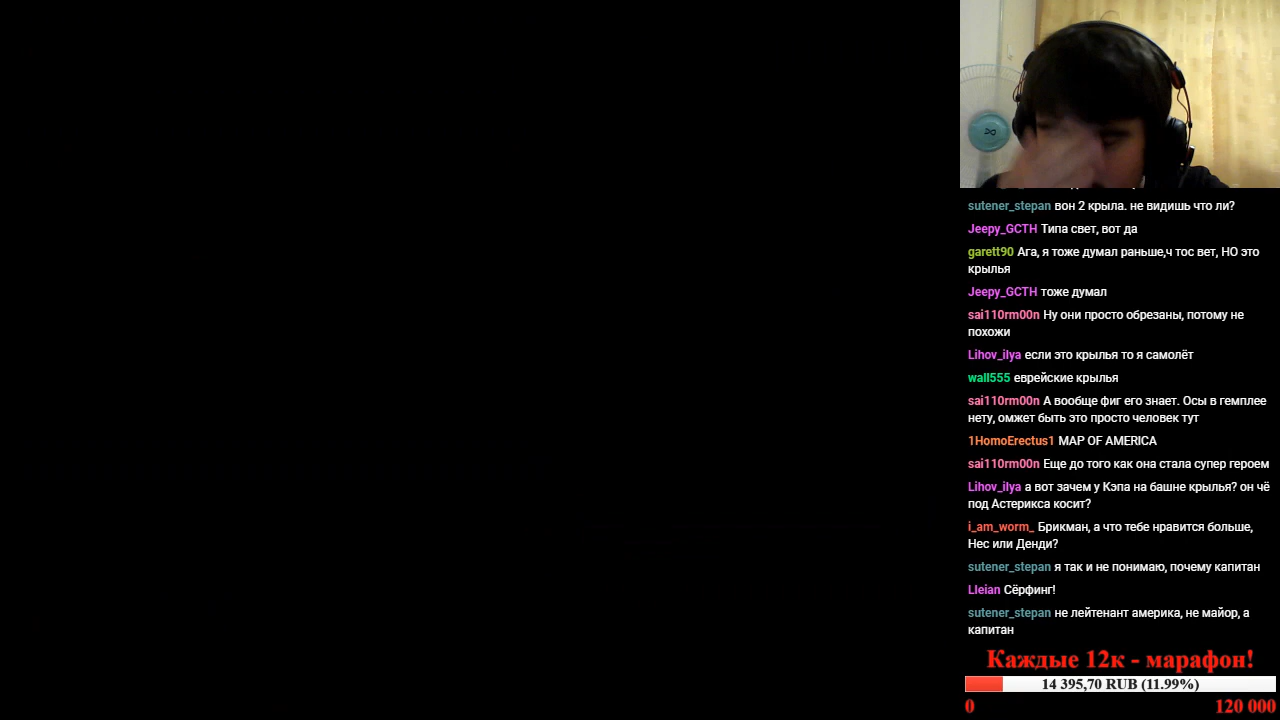 sutener_stepan вон 2 крыла. не видишь что ли?
Jeepy_GCTH Типа свет, вот да
garett90 Ага, я тоже думал раньше,ч тос вет, НО это
крылья
Jeepy_GCTH тоже думал
sai110rm00n Ну они просто обрезаны, потому не
похожи
Lihov_ilya если это крылья то я самолёт
wall555 еврейские крылья
sai110rm00n А вообще фиг его знает. Осы в гемплее
нету, омжет быть это просто человек тут
1HomoErectus1 MAP OF AMERICA
sai110rm00n Еще до того как она стала супер героем
Lihov_ilya а вот зачем у Кэпа на башне крылья? он чё
под Астерикса косит?
i_am_worm_ Брикман, а что тебе нравится больше,
Нес или Денди?
sutener_stepan я так и не понимаю, почему капитан
Lleian Сёрфинг!
sutener_stepan не лейтенант америка, не майор, а
капитан
Каждые 12к - марафон!
14 395,70 RUB (11.99%)
0 120 000